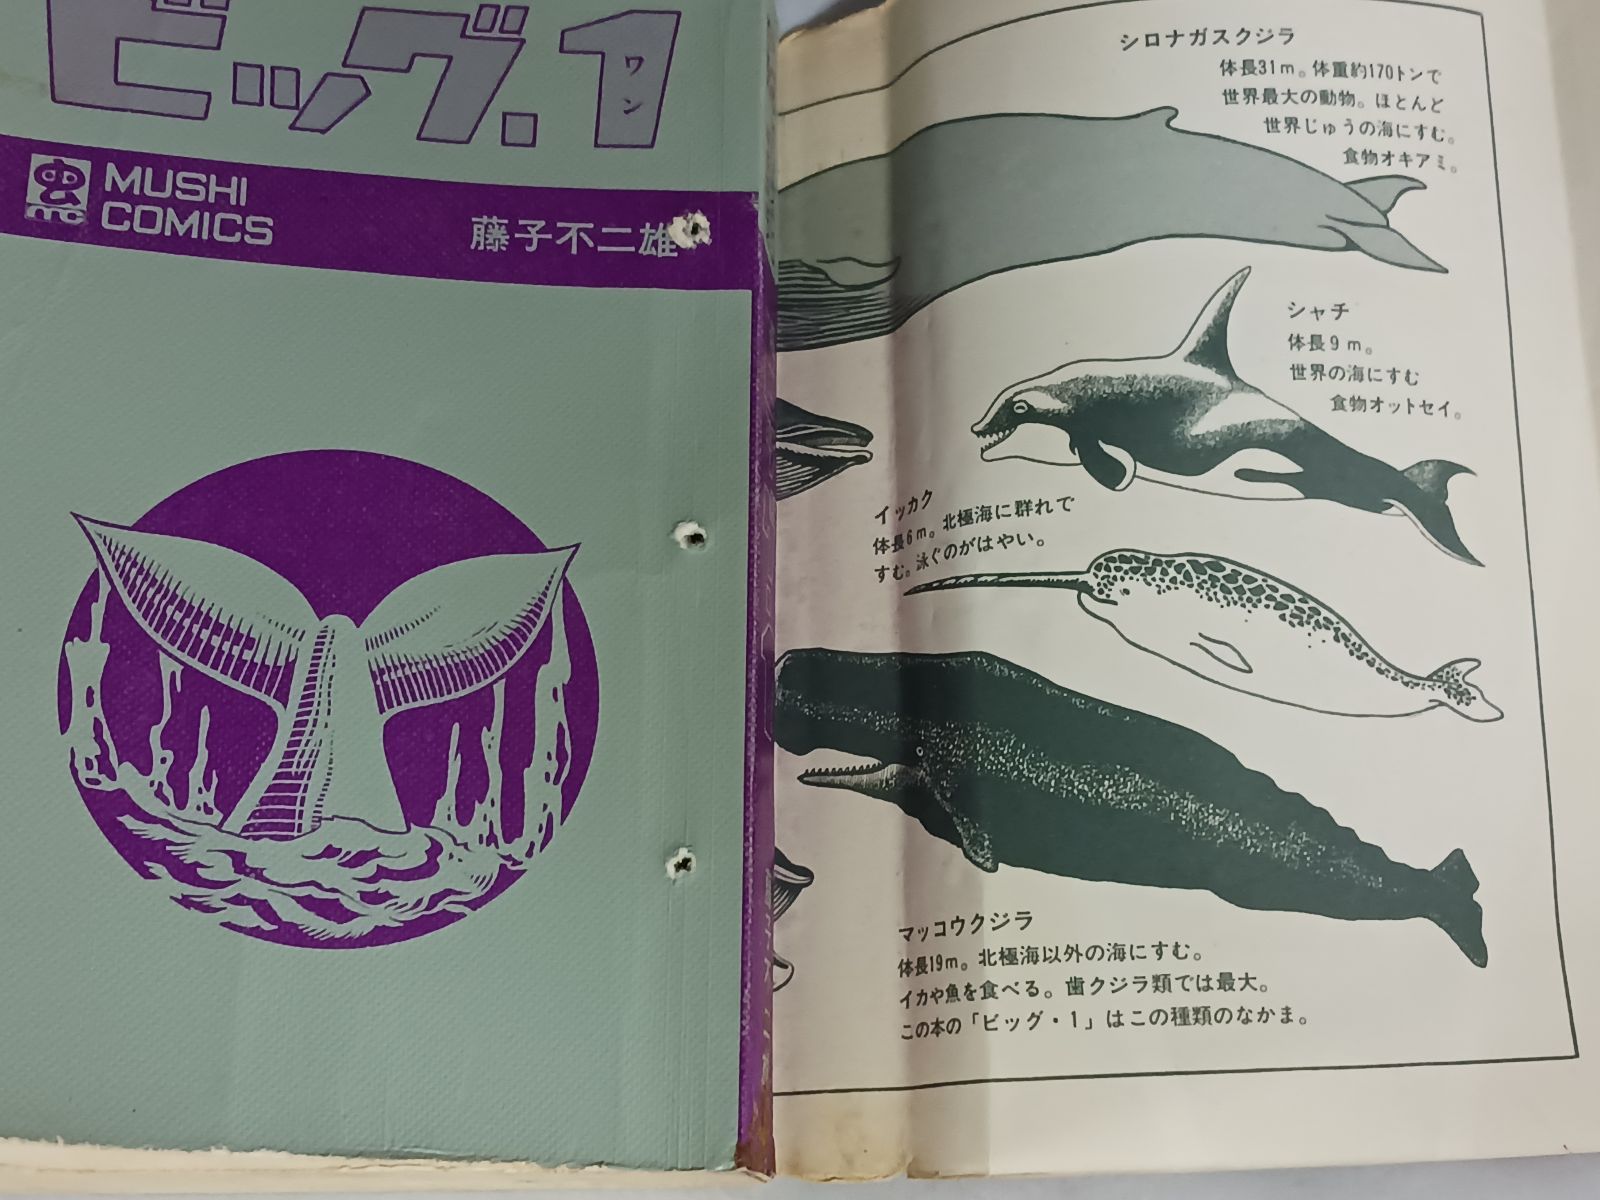 ビッグ.1
ワン
MUSHI
COMICS
藤子不二雄
シロナガスクジラ
体長31m。体重約170トンで
世界最大の動物。ほとんど
世界じゅうの海にすむ。
食物オキアミ。
シャチ
体長9m。
世界の海にすむ
食物オットセイ。
イッカク
体長6m。北極海に群れで
すむ。泳ぐのがはやい。
マッコウクジラ
体長19m。北極海以外の海にすむ。
イカや魚を食べる。歯クジラ類では最大。
この本の「ビッグ・1」はこの種類のなかま。